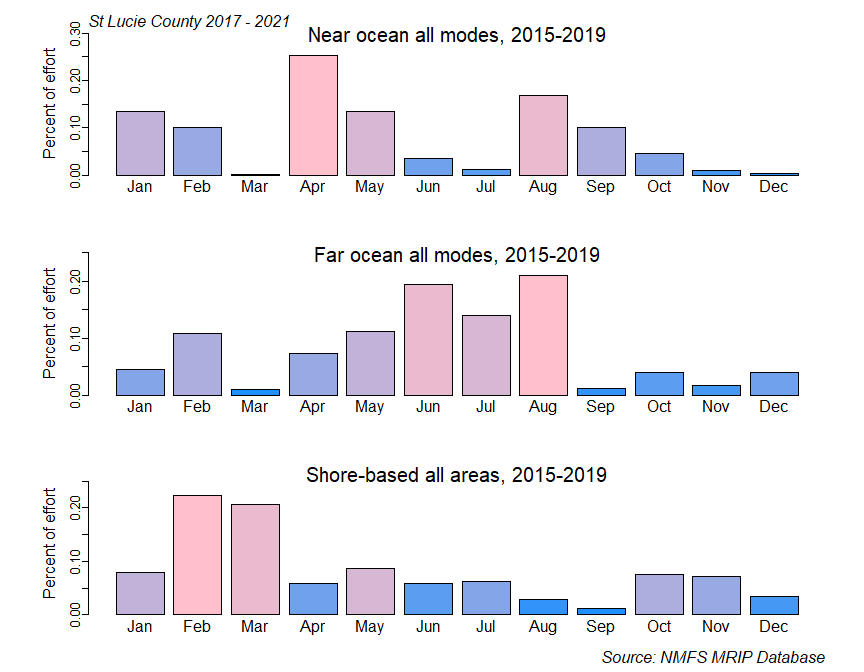 St Lucie County 2017 - 2021
Near ocean all modes, 2015-2019
Percent of effort
0.30
0.20
0.10
0.00
Jan Feb Mar Apr May Jun Jul Aug Sep Oct Nov Dec
Far ocean all modes, 2015-2019
Percent of effort
0.20
0.10
0.00
Jan Feb Mar Apr May Jun Jul Aug Sep Oct Nov Dec
Shore-based all areas, 2015-2019
Percent of effort
0.20
0.10
0.00
Jan Feb Mar Apr May Jun Jul Aug Sep Oct Nov Dec
Source: NMFS MRIP Database